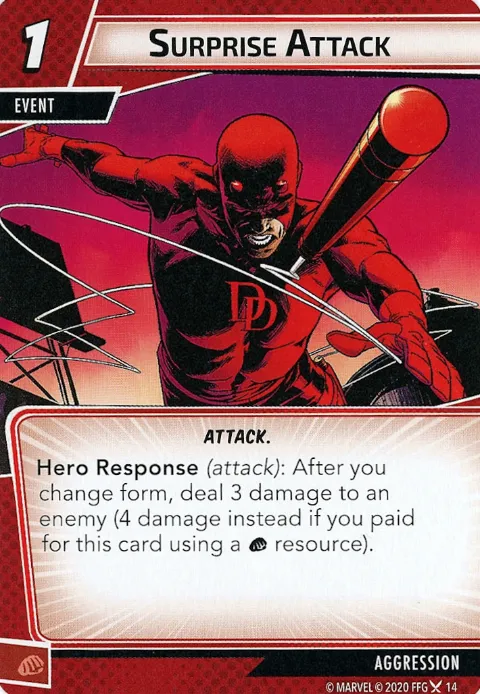 1
SURPRISE ATTACK
EVENT
DD
ATTACK.
Hero Response (attack): After you
change form, deal 3 damage to an
enemy (4 damage instead if you paid
for this card using a resource).
AGGRESSION
© MARVEL © 2020 FFG 14